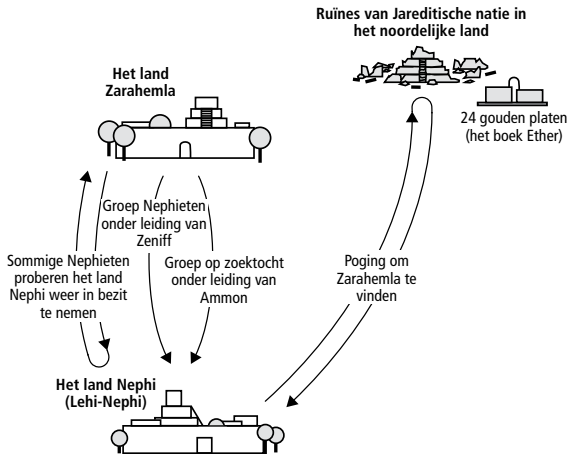 Ruïnes van Jareditische natie in
het noordelijke land
Het land
Zarahemla
24 gouden platen
(het boek Ether)
Groep Nephieten
onder leiding van
Zeniff
Sommige Nephieten
proberen het land
Nephi weer in bezit
te nemen
Groep op zoektocht
onder leiding van
Ammon
Poging om
Zarahemla te
vinden
Het land Nephi
(Lehi-Nephi)